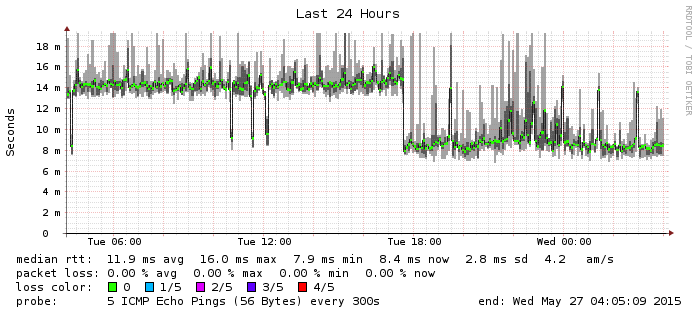 Last 24 Hours
RRDTOOL / TOBI OETIKER
Seconds
18 m
16 m
14 m
12 m
10 m
8 m
6 m
4 m
2 m
0
Tue 06:00 Tue 12:00 Tue 18:00 Wed 00:00
median rtt: 11.9 ms avg 16.0 ms max 7.9 ms min 8.4 ms now 2.8 ms sd 4.2 am/s
packet loss: 0.00 % avg 0.00 % max 0.00 % min 0.00 % now
loss color: 0 1/5 2/5 3/5 4/5
probe: 5 ICMP Echo Pings (56 Bytes) every 300s end: Wed May 27 04:05:09 2015